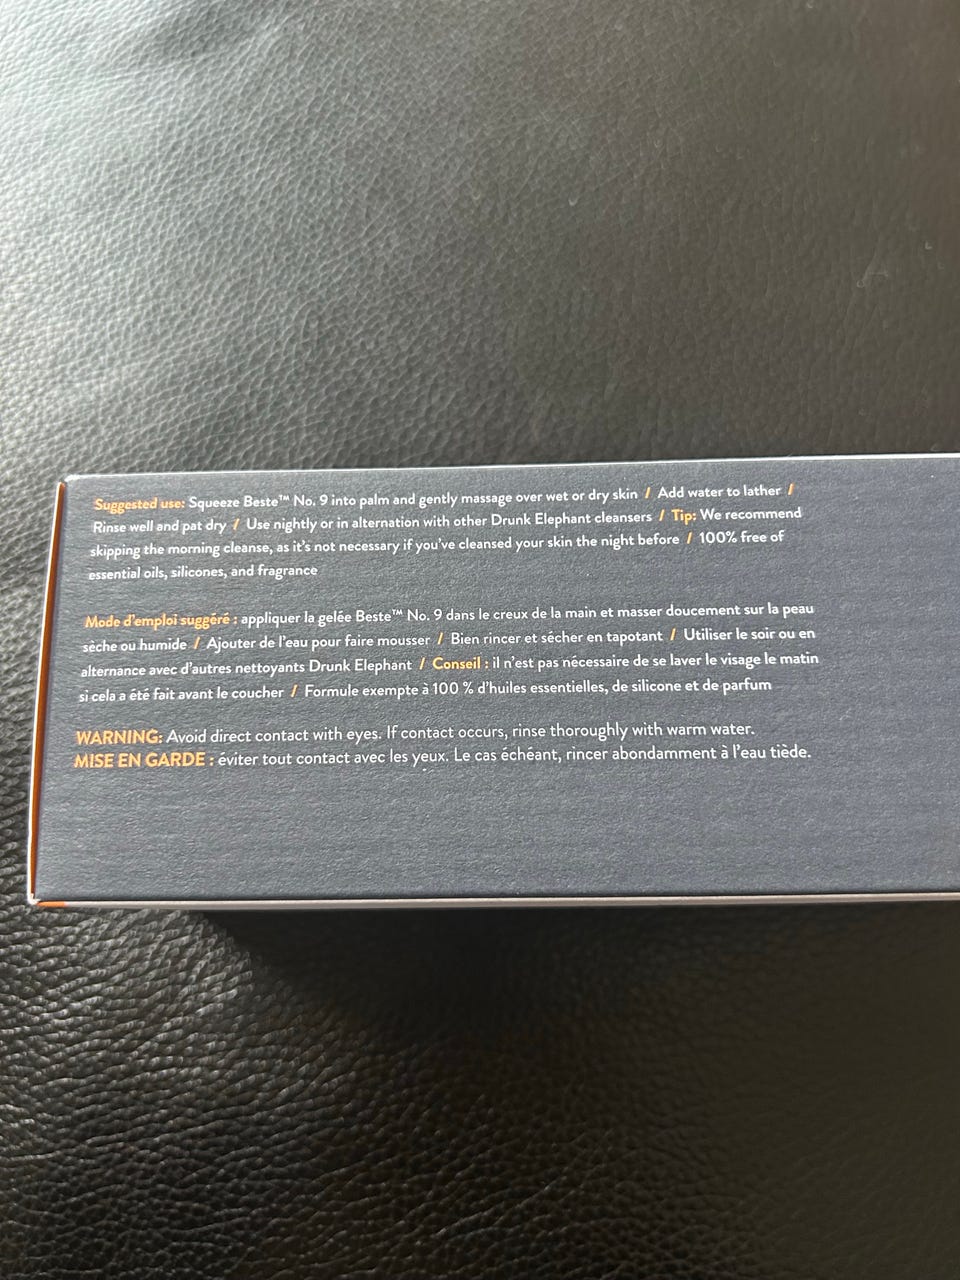 Suggested use: Squeeze Beste™ No. 9 into palm and gently massage over wet or dry skin / Add water to lather /
Rinse well and pat dry / Use nightly or in alternation with other Drunk Elephant cleansers / Tip: We recommend
skipping the morning cleanse, as it's not necessary if you've cleansed your skin the night before / 100% free of
essential oils, silicones, and fragrance
Mode d'emploi suggéré : appliquer la gelée Beste™ No. 9 dans le creux de la main et masser doucement sur la peau
sèche ou humide / Ajouter de l'eau pour faire mousser / Bien rincer et sécher en tapotant / Utiliser le soir ou en
alternance avec d'autres nettoyants Drunk Elephant / Conseil : il n'est pas nécessaire de se laver le visage le matin
si cela a été fait avant le coucher / Formule exempte à 100 % d'huiles essentielles, de silicone et de parfum
WARNING: Avoid direct contact with eyes. If contact occurs, rinse thoroughly with warm water.
MISE EN GARDE : éviter tout contact avec les yeux. Le cas échéant, rincer abondamment à l'eau tiède.